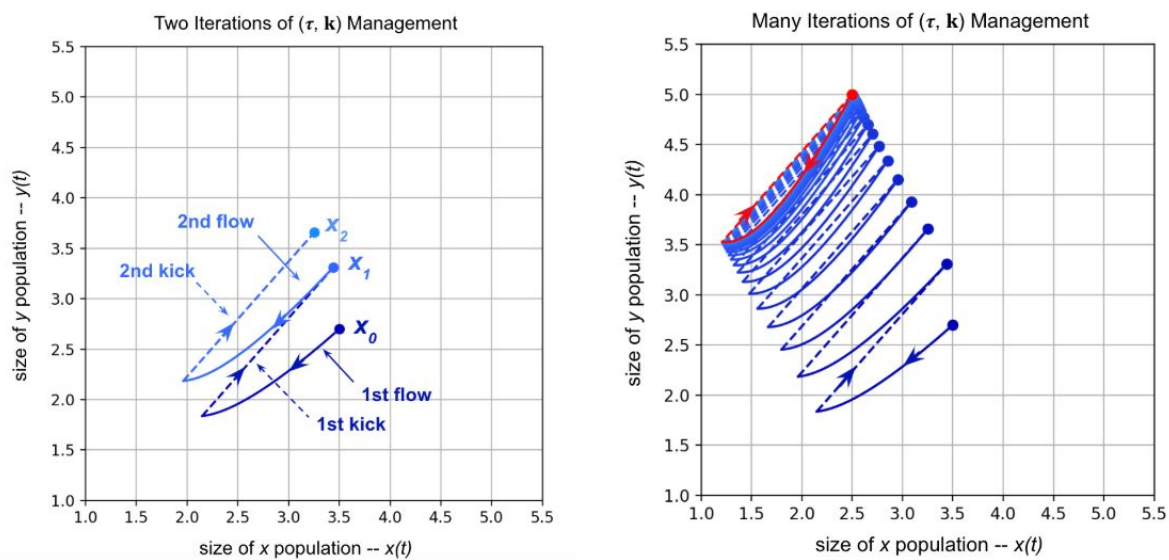 Two Iterations of (τ, k) Management
5.5
5.0
4.5
4.0
3.5
3.0
2.5
2.0
1.5
1.0
size of y population -- y(t)
2nd flow
x₂
2nd kick
x₁
x₀
1st flow
1st kick
1.0 1.5 2.0 2.5 3.0 3.5 4.0 4.5 5.0 5.5
size of x population -- x(t)
Many Iterations of (τ, k) Management
5.5
5.0
4.5
4.0
3.5
3.0
2.5
2.0
1.5
1.0
size of y population -- y(t)
1.0 1.5 2.0 2.5 3.0 3.5 4.0 4.5 5.0 5.5
size of x population -- x(t)